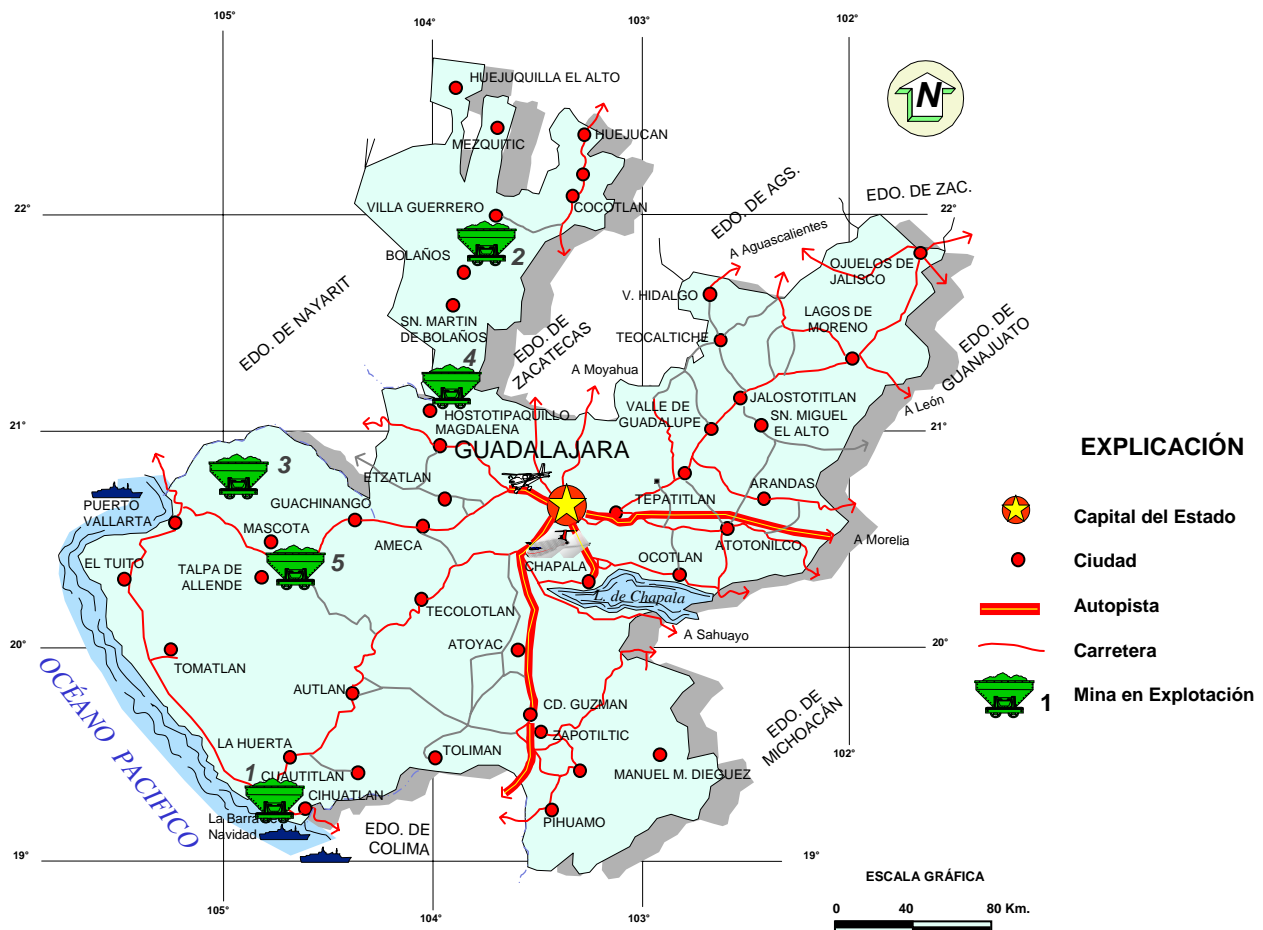 105°
104°
103°
102°
HUEJUQUILLA EL ALTO
N
MEZQUITIC
HUEJUCAN
EDO. DE AGS.
EDO. DE ZAC.
22°
VILLA GUERRERO
COCOTLAN
22°
A Aguascalientes
2
BOLAÑOS
OJUELOS DE
JALISCO
EDO. DE NAYARIT
V. HIDALGO
SN. MARTIN
DE BOLAÑOS
LAGOS DE
MORENO
EDO. DE
ZACATECAS
TEOCALTICHE
EDO. DE
GUANAJUATO
4
A Moyahua
JALOSTOTITLAN
A León
HOSTOTIPAQUILLO
VALLE DE
GUADALUPE
SN. MIGUEL
EL ALTO
21°
MAGDALENA
21°
GUADALAJARA
EXPLICACIÓN
3
ETZATLAN
TEPATITLAN
ARANDAS
PUERTO
VALLARTA
GUACHINANGO
Capital del Estado
MASCOTA
AMECA
ATOTONILCO
A Morelia
EL TUITO
5
TALPA DE
ALLENDE
CHAPALA
OCOTLAN
Ciudad
L. de Chapala
TECOLOTLAN
Autopista
A Sahuayo
20°
ATOYAC
20°
TOMATLAN
Carretera
OCÉANO PACIFICO
AUTLAN
1
Mina en Explotación
CD. GUZMAN
EDO. DE
MICHOACÁN
ZAPOTILTIC
LA HUERTA
TOLIMAN
102°
1
CUAUTITLAN
MANUEL M. DIEGUEZ
CIHUATLAN
La Barra de
Navidad
PIHUAMO
EDO. DE
COLIMA
19°
19°
ESCALA GRÁFICA
105°
104°
103°
0 40 80 Km.